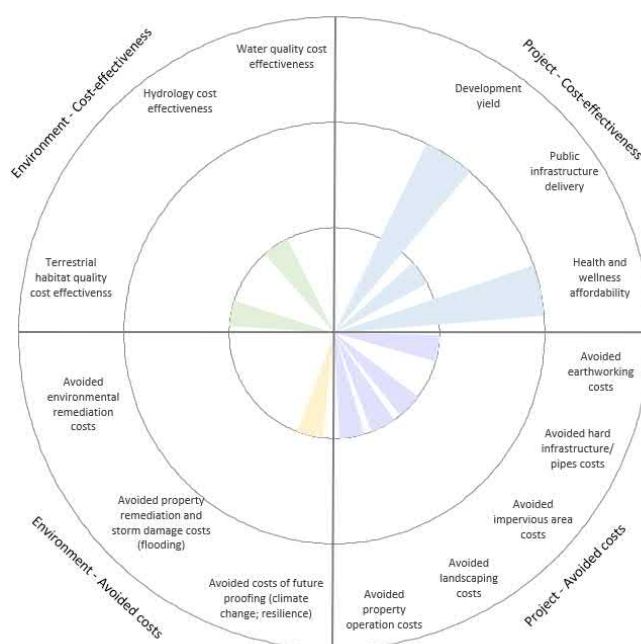 Environment - Cost-effectiveness
Water quality cost
effectiveness
Hydrology cost
effectiveness
Terrestrial
habitat quality
cost effectivenss
Project - Cost-effectiveness
Development
yield
Public
infrastructure
delivery
Health and
wellness
affordability
Avoided
environmental
remediation
costs
Avoided property
remediation and
storm damage costs
(flooding)
Avoided costs of future
proofing (climate
change; resilience)
Environment - Avoided costs
Avoided
earthworking
costs
Avoided hard
infrastructure/
pipes costs
Avoided
impervious area
costs
Avoided
landscaping
costs
Avoided
property
operation costs
Project - Avoided costs